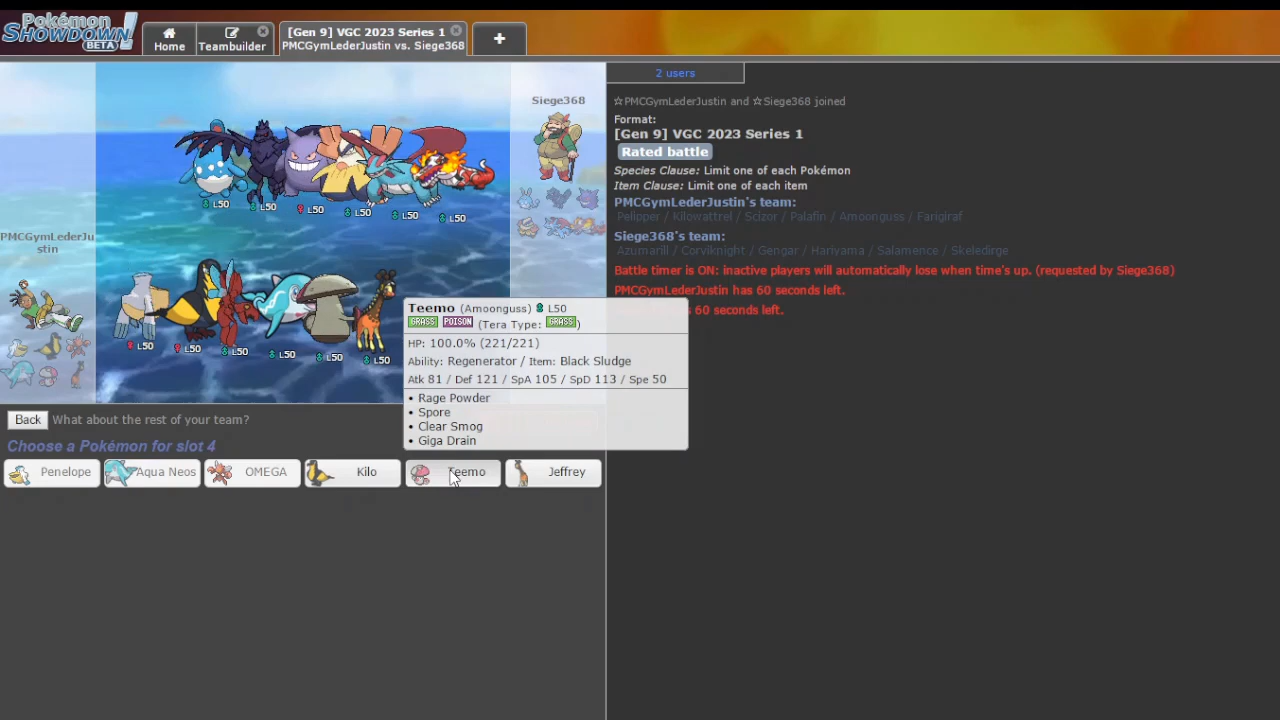 Pokémon
SHOWDOWN!
BETA
Home
Teambuilder
[Gen 9] VGC 2023 Series 1
PMCGymLederJustin vs. Siege368
+
2 users
☆PMCGymLederJustin and ☆Siege368 joined
Format:
[Gen 9] VGC 2023 Series 1
Rated battle
Species Clause: Limit one of each Pokémon
Item Clause: Limit one of each item
PMCGymLederJustin's team:
Pelipper / Kilowattrel / Scizor / Palafin / Amoonguss / Farigiraf
Siege368's team:
Azumarill / Corviknight / Gengar / Hariyama / Salamence / Skeledirge
Battle timer is ON: inactive players will automatically lose when time's up. (requested by Siege368)
PMCGymLederJustin has 60 seconds left.
60 seconds left.
Siege368
L50
L50
L50
L50
L50
L50
PMCGymLederJu
stin
L50
L50
L50
L50
L50
L50
Teemo (Amoonguss) L50
GRASS POISON (Tera Type: GRASS)
HP: 100.0% (221/221)
Ability: Regenerator / Item: Black Sludge
Atk 81 / Def 121 / SpA 105 / SpD 113 / Spe 50
• Rage Powder
• Spore
• Clear Smog
• Giga Drain
Back What about the rest of your team?
Choose a Pokémon for slot 4
Penelope
Aqua Neos
OMEGA
Kilo
Teemo
Jeffrey